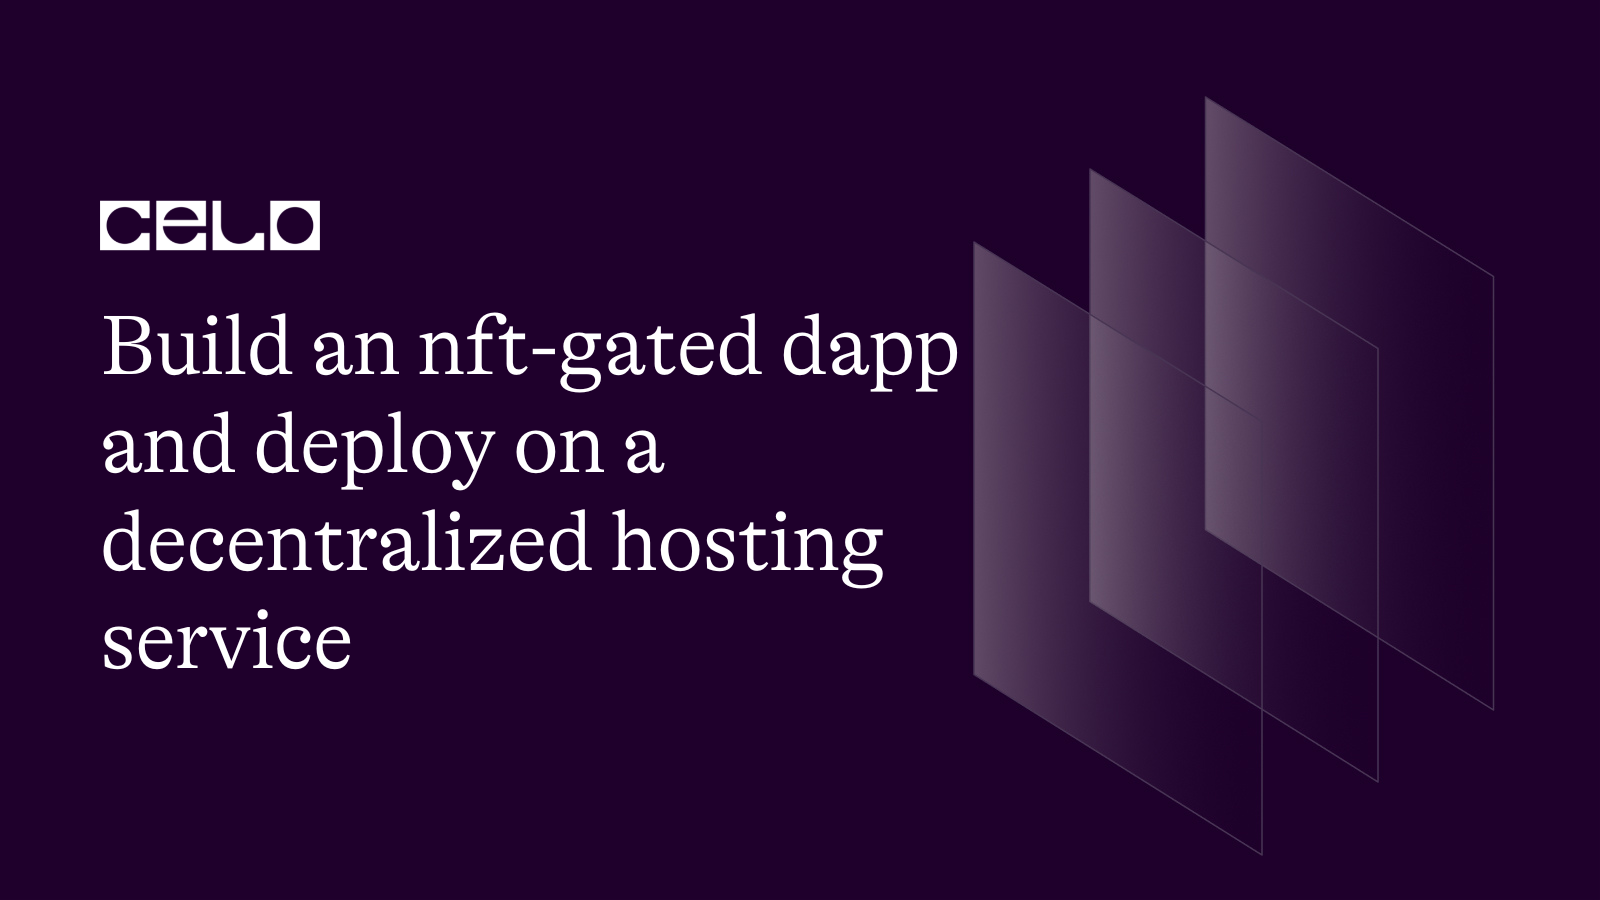 CELO
Build an nft-gated dapp
and deploy on a
decentralized hosting
service